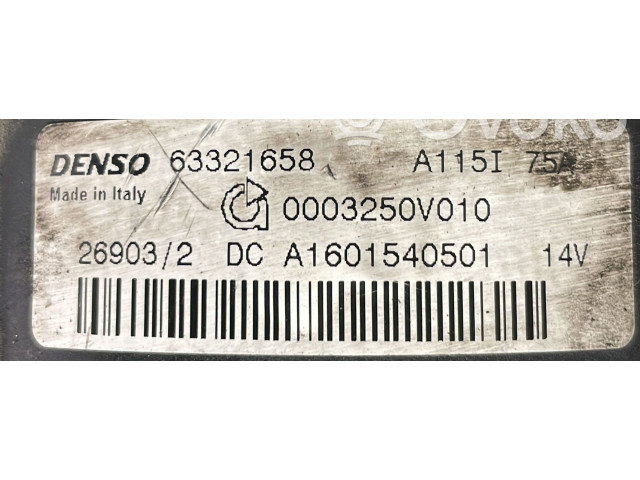 DENSO 63321658 A115I 75A
Made in Italy
0003250V010
26903/2 DC A1601540501 14V